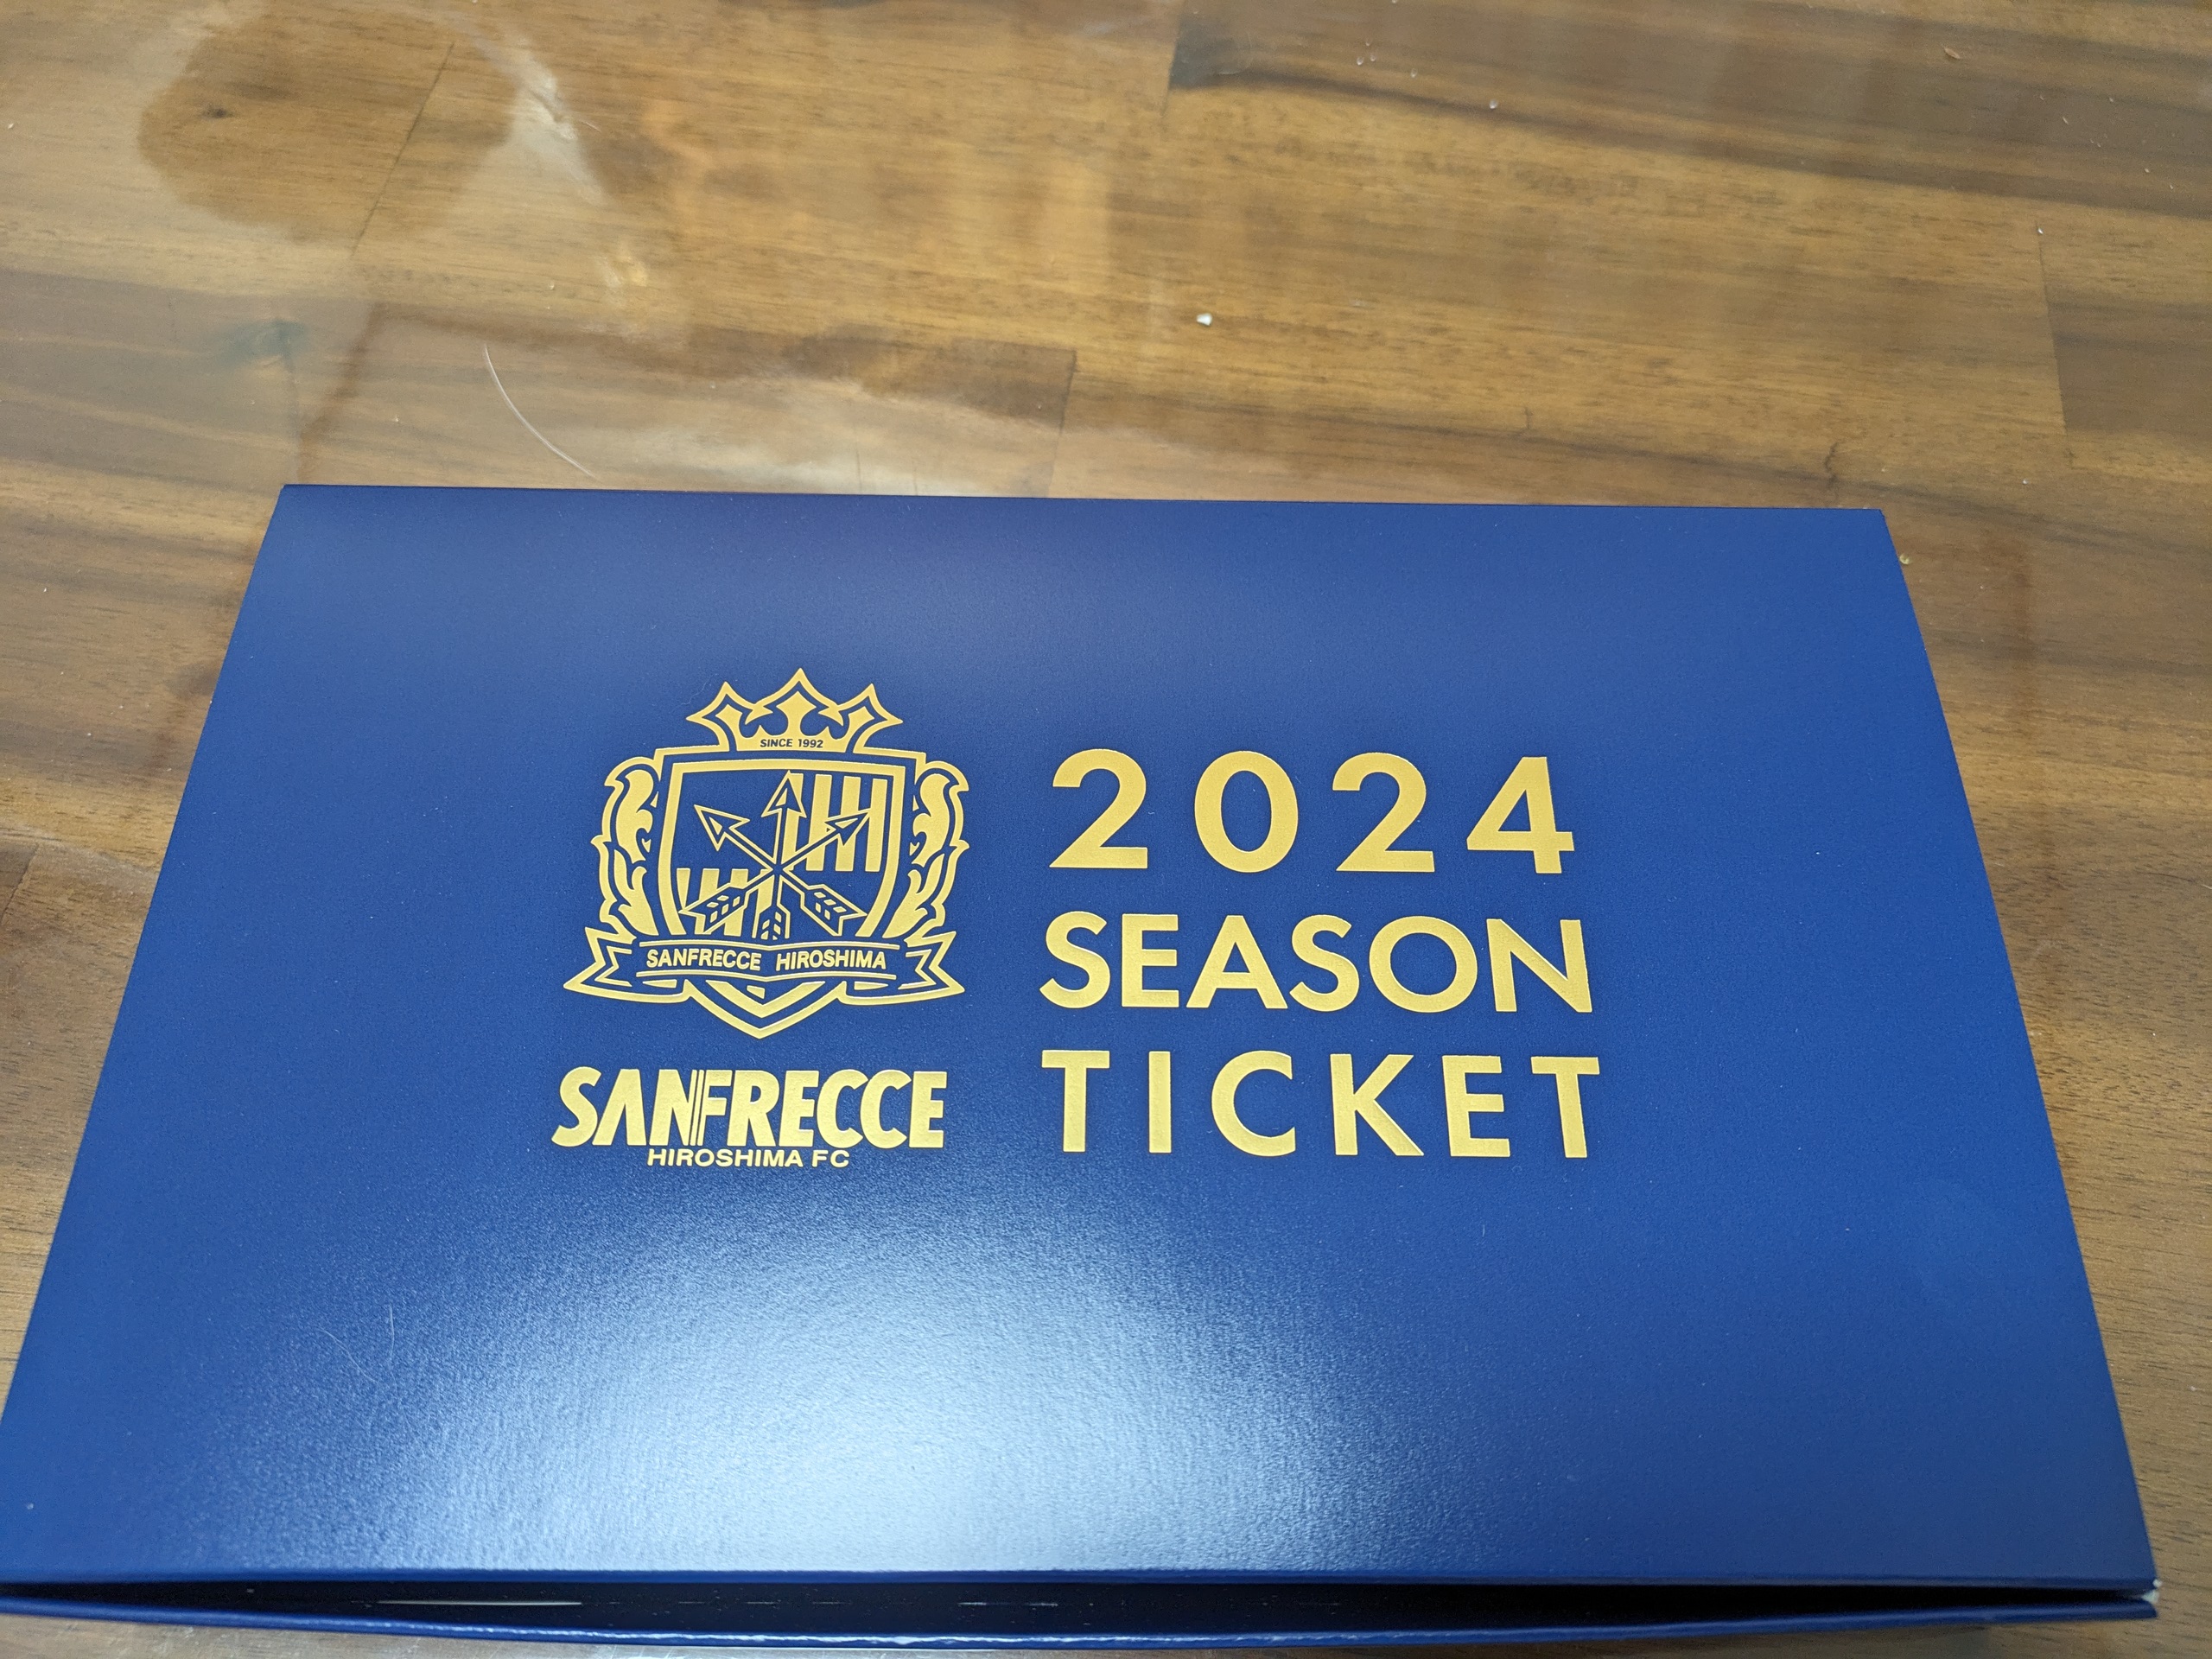 SINCE 1992
SANFRECCE HIROSHIMA
SANFRECCE
HIROSHIMA FC
2024
SEASON
TICKET